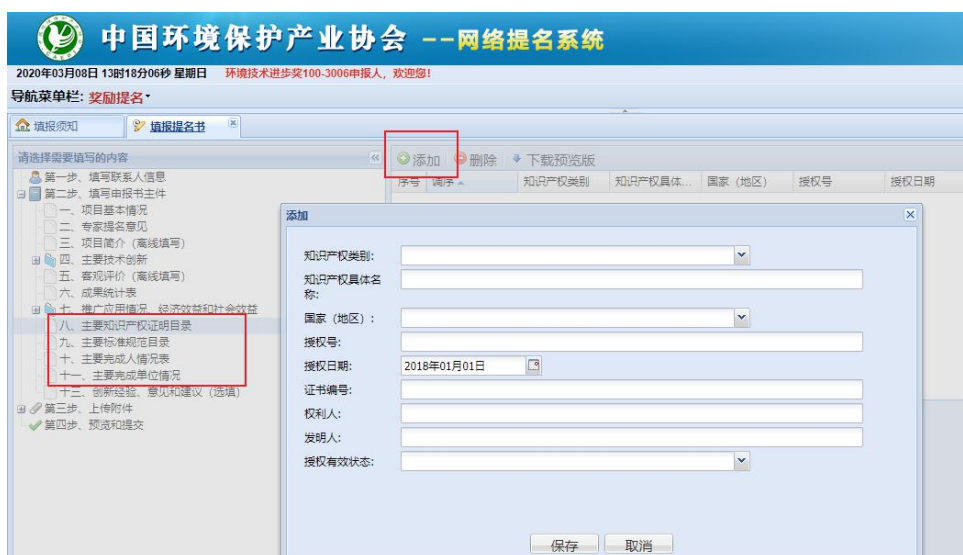 中国环境保护产业协会 --网络提名系统
2020年03月08日 13时18分06秒 星期日 环境技术进步奖100-3006申报人，欢迎您!
导航菜单栏: 奖励提名
填报须知 填报提名书
请选择需要填写的内容
第一步、填写联系人信息
第二步、填写申报书主件
一、项目基本情况
二、专家提名意见
三、项目简介（离线填写）
四、主要技术创新
五、客观评价（离线填写）
六、成果统计表
七、推广应用情况、经济效益和社会效益
八、主要知识产权证明目录
九、主要标准规范目录
十、主要完成人情况表
十一、主要完成单位情况
十三、创新经验、意见和建议（选填）
第三步、上传附件
第四步、预览和提交
添加 删除 下载预览版
序号 调序 知识产权类别 知识产权具体... 国家（地区） 授权号 授权日期
添加
知识产权类别:
知识产权具体名
称:
国家（地区）:
授权号:
授权日期: 2018年01月01日
证书编号:
权利人:
发明人:
授权有效状态:
保存 取消